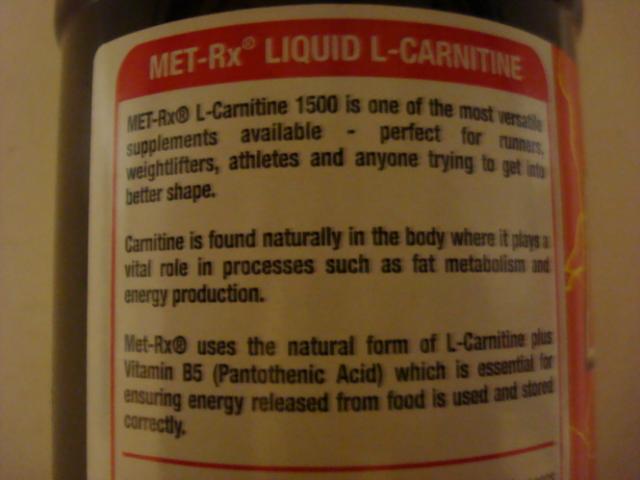 MET-Rx® LIQUID L-CARNITINE
MET-Rx® L-Carnitine 1500 is one of the most versatile
supplements available - perfect for runners,
weightlifters, athletes and anyone trying to get into
better shape.
Carnitine is found naturally in the body where it plays a
vital role in processes such as fat metabolism and
energy production.
Met-Rx® uses the natural form of L-Carnitine plus
Vitamin B5 (Pantothenic Acid) which is essential for
ensuring energy released from food is used and stored
correctly.